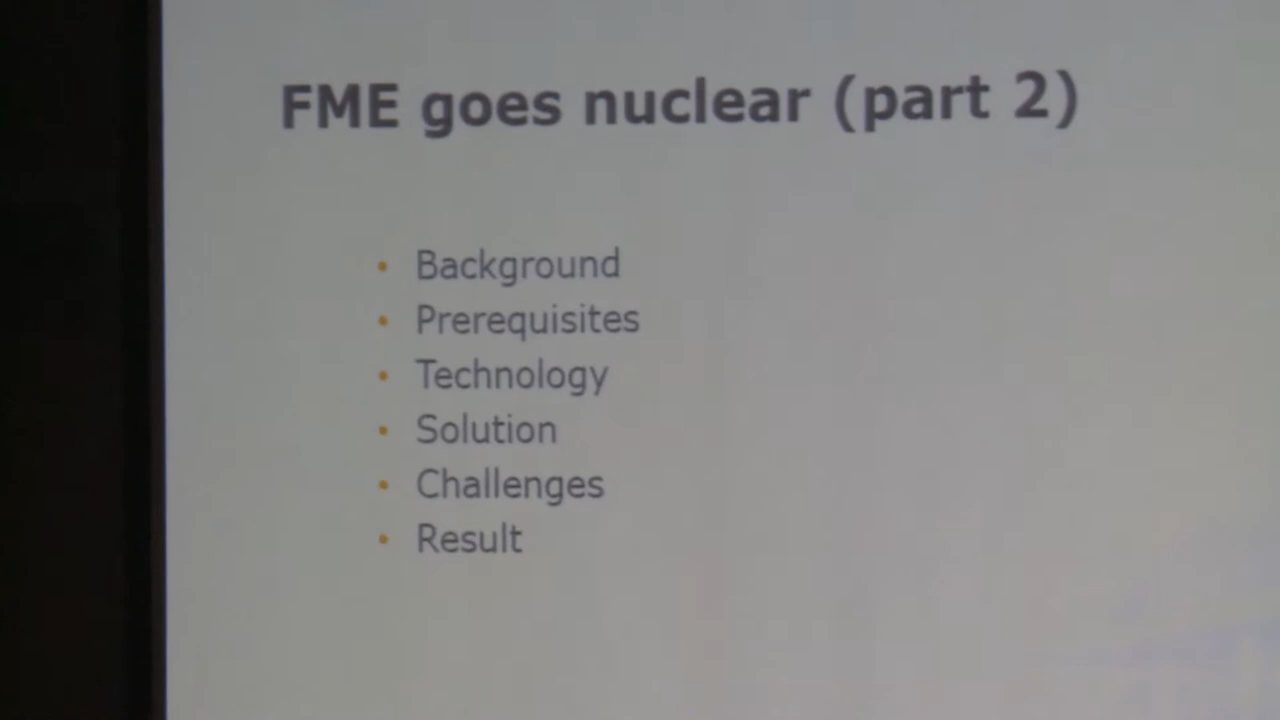 FME goes nuclear (part 2)
• Background
• Prerequisites
• Technology
• Solution
• Challenges
• Result